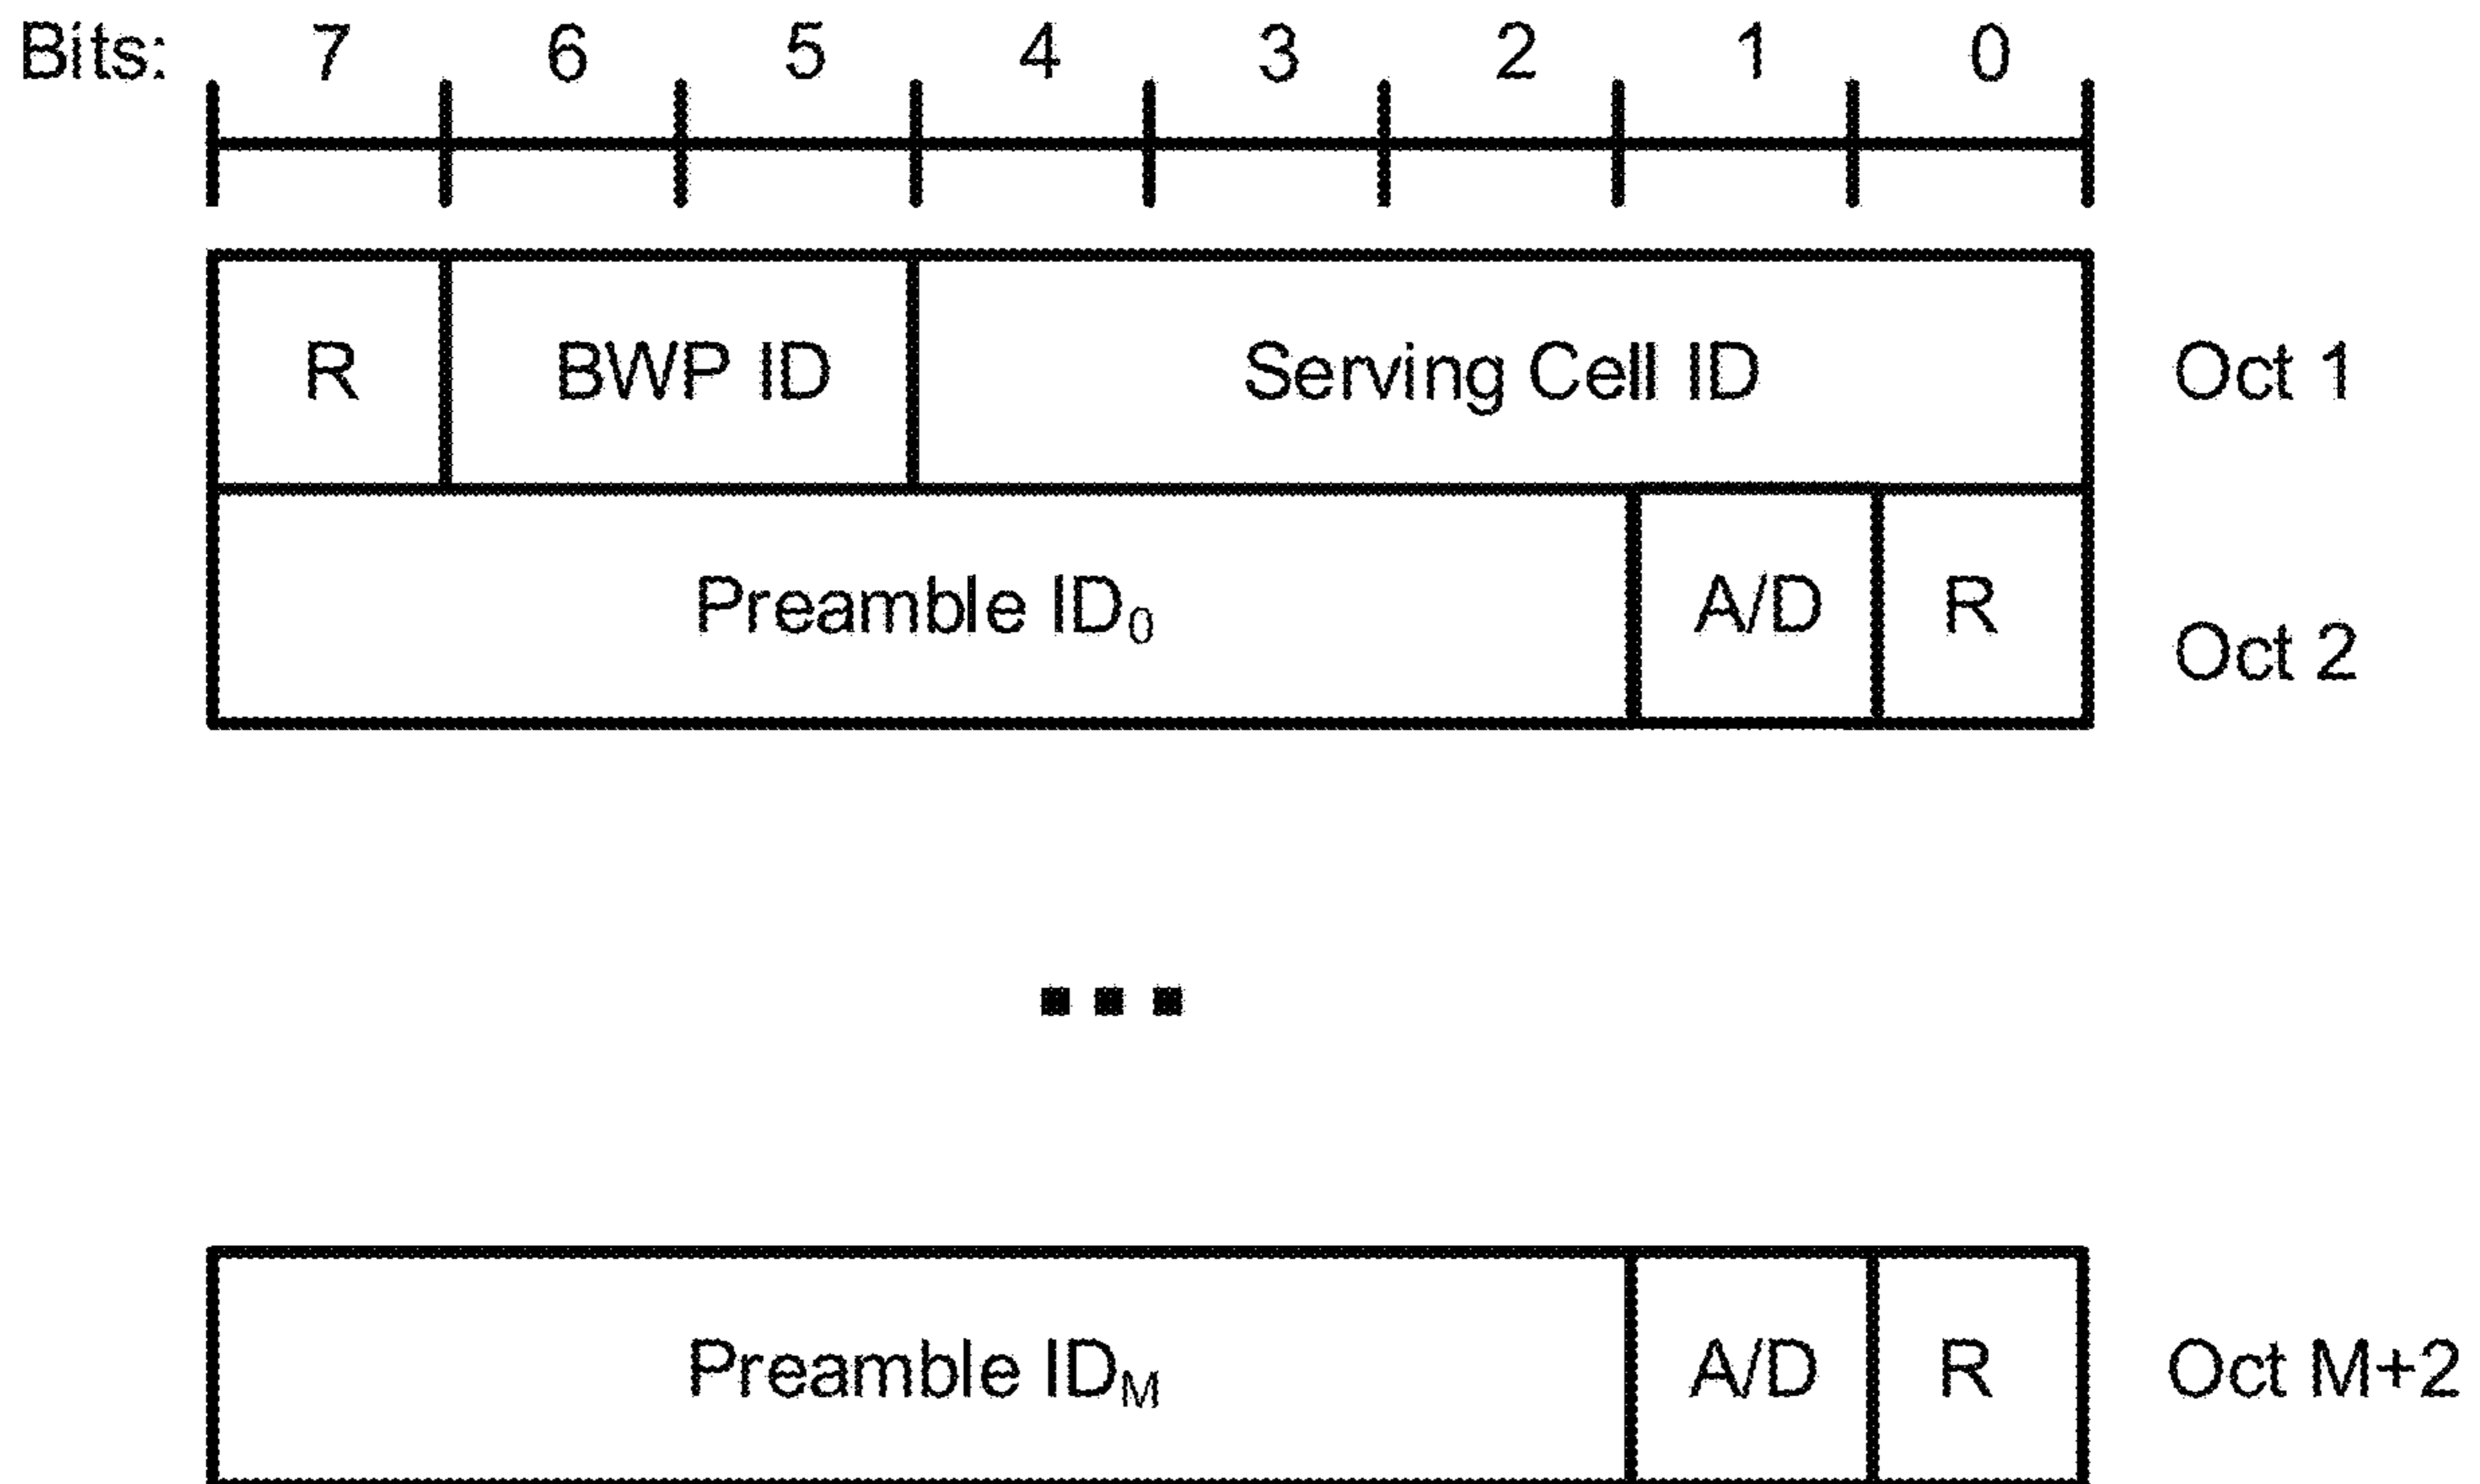 Bits: 7 6 5 4 3 2 1 0
R BWP ID Serving Cell ID Oct 1
Preamble ID₀ A/D R Oct 2
Preamble ID_M A/D R Oct M+2